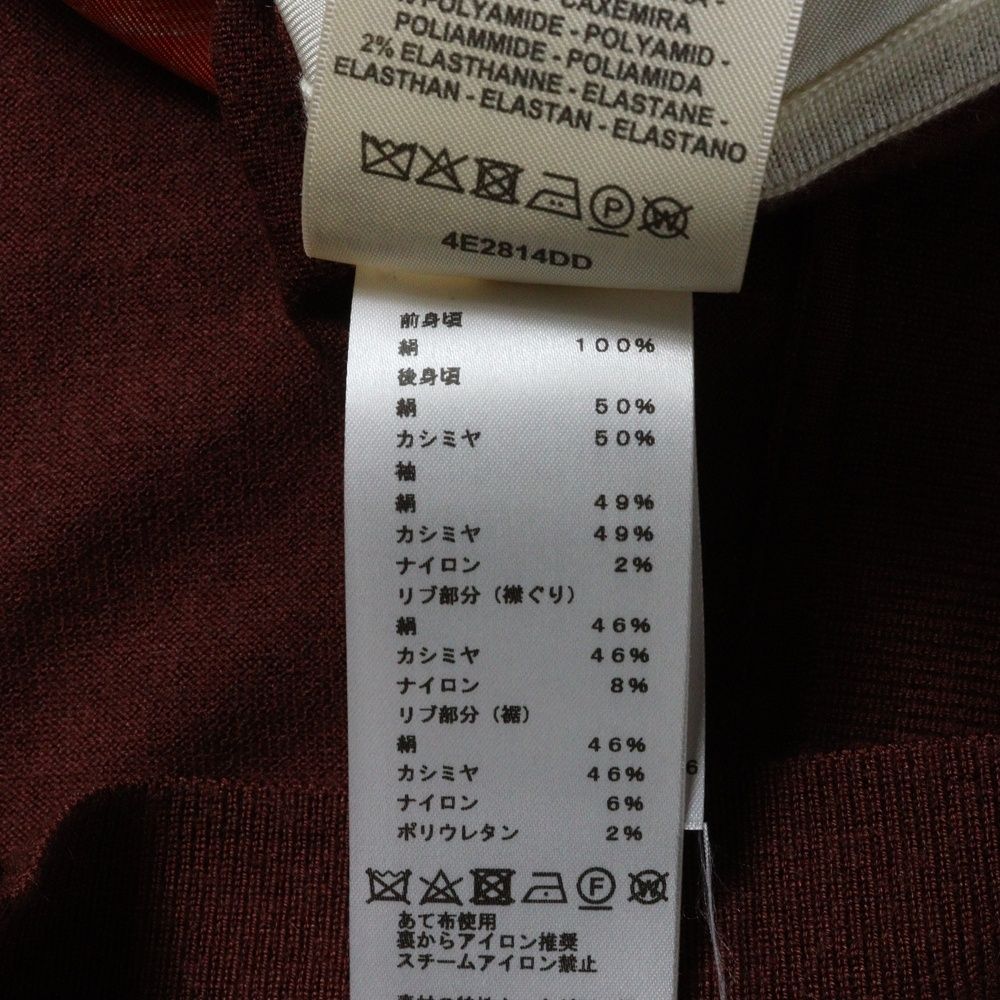 CAXEMIRA
POLYAMIDE - POLYAMID -
POLIAMMIDE - POLIAMIDA
2% ELASTHANNE - ELASTANE -
ELASTHAN - ELASTAN - ELASTANO
P W
4E2814DD
前身頃
絹 100%
後身頃
絹 50%
カシミヤ 50%
袖
絹 49%
カシミヤ 49%
ナイロン 2%
リブ部分（襟ぐり）
絹 46%
カシミヤ 46%
ナイロン 8%
リブ部分（裾）
絹 46%
カシミヤ 46%
6
ナイロン 6%
ポリウレタン 2%
F W
あて布使用
裏からアイロン推奨
スチームアイロン禁止